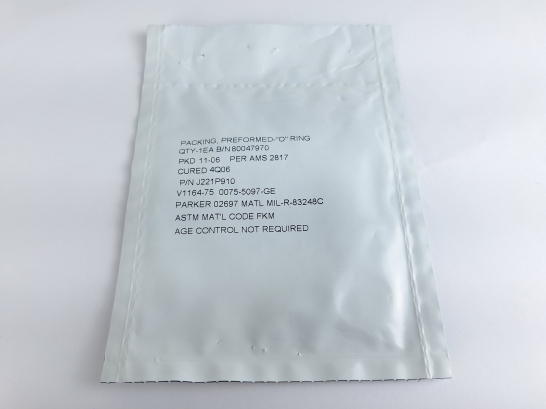 PACKING, PREFORMED-"O" RING
QTY-1EA B/N 80047970
PKD 11-06 PER AMS 2817
CURED 4Q06
P/N J221P910
V1164-75 0075-5097-GE
PARKER 02697 MATL MIL-R-83248C
ASTM MAT'L CODE FKM
AGE CONTROL NOT REQUIRED